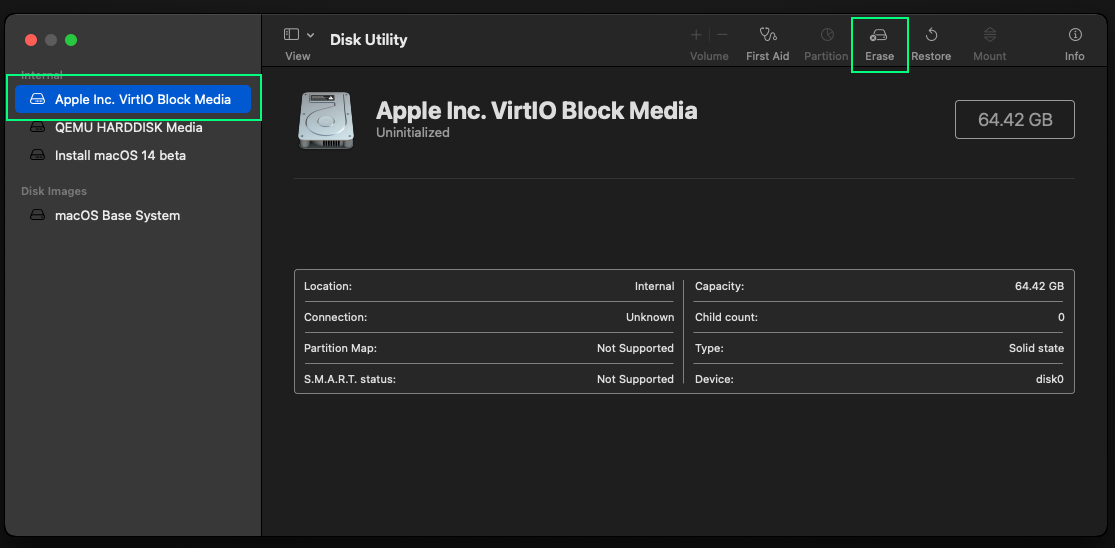 Disk Utility
View
Volume
First Aid
Partition
Erase
Restore
Mount
Info
Internal
Apple Inc. VirtIO Block Media
QEMU HARDDISK Media
Install macOS 14 beta
Disk Images
macOS Base System
Apple Inc. VirtIO Block Media
Uninitialized
64.42 GB
Location: Internal
Connection: Unknown
Partition Map: Not Supported
S.M.A.R.T. status: Not Supported
Capacity: 64.42 GB
Child count: 0
Type: Solid state
Device: disk0